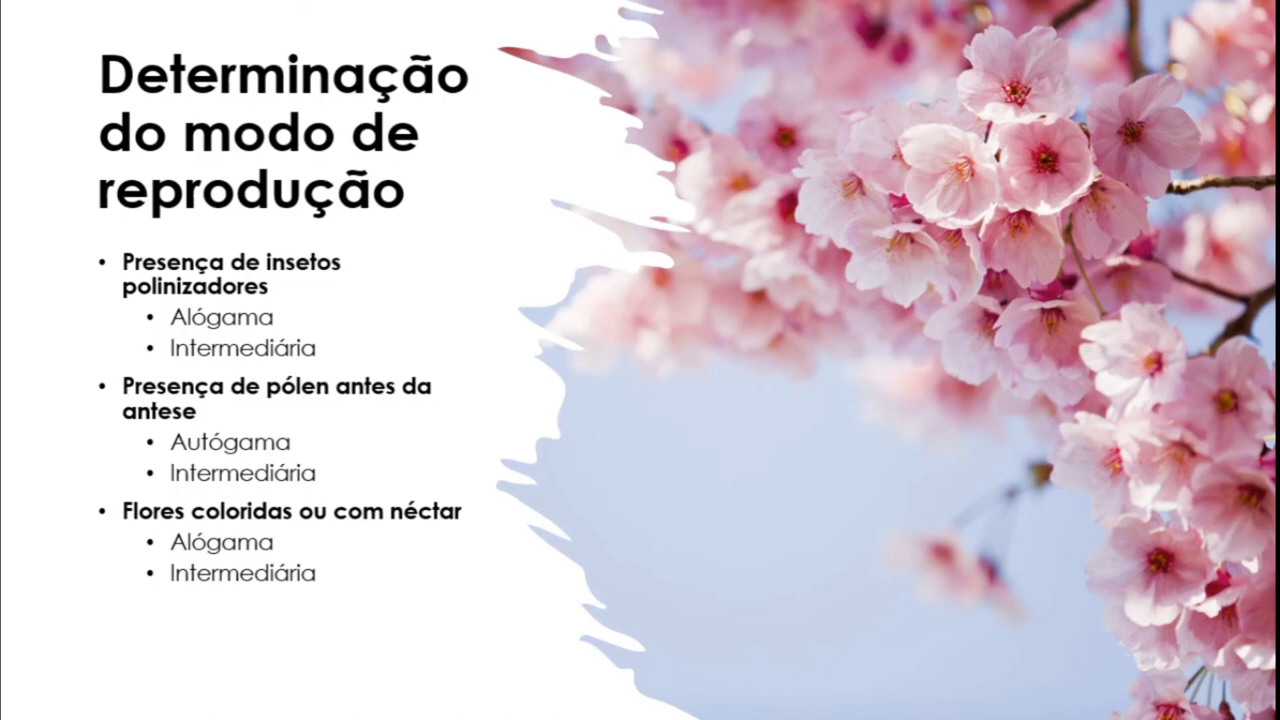 Determinação
do modo de
reprodução
• Presença de insetos
polinizadores
• Alógama
• Intermediária
• Presença de pólen antes da
antese
• Autógama
• Intermediária
• Flores coloridas ou com néctar
• Alógama
• Intermediária